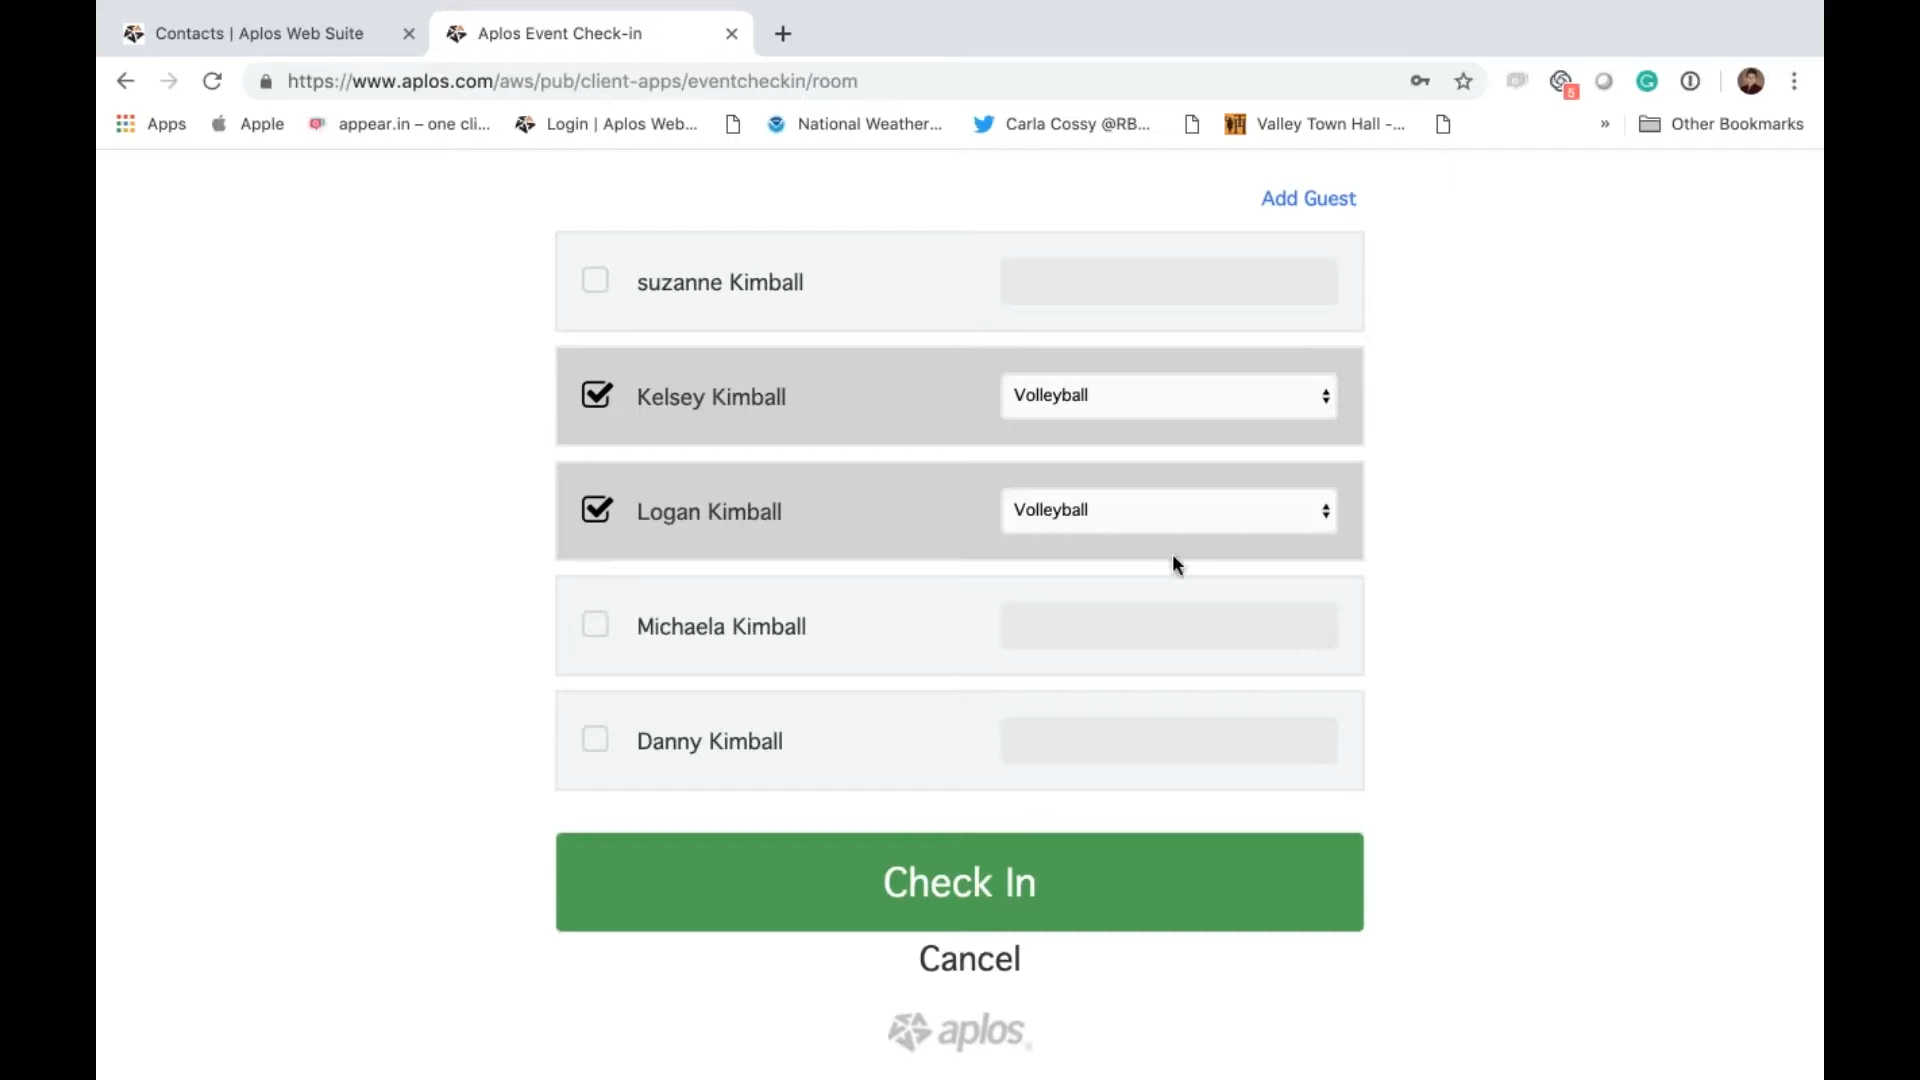 Contacts | Aplos Web Suite
Aplos Event Check-in
https://www.aplos.com/aws/pub/client-apps/eventcheckin/room
5
Apps
Apple
appear.in – one cli...
Login | Aplos Web...
National Weather...
Carla Cossy @RB...
Valley Town Hall -...
»
Other Bookmarks
Add Guest
suzanne Kimball
Kelsey Kimball
Volleyball
Logan Kimball
Volleyball
Michaela Kimball
Danny Kimball
Check In
Cancel
aplos